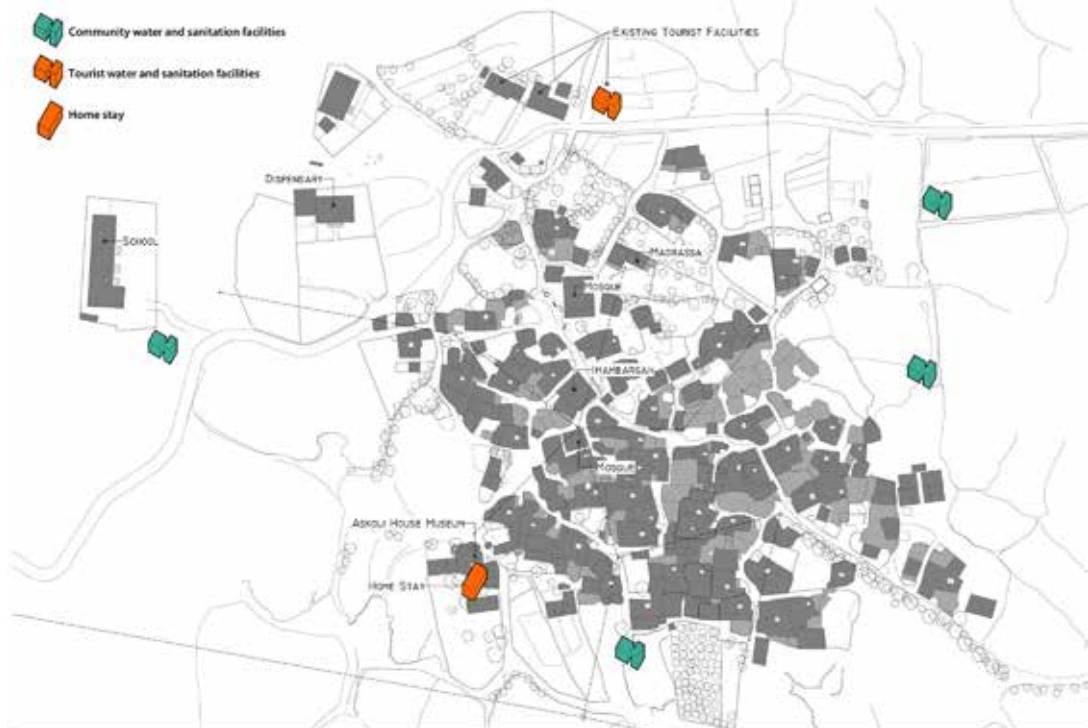 Community water and sanitation facilities
Tourist water and sanitation facilities
Home stay
EXISTING TOURIST FACILITIES
DISPENSARY
SCHOOL
MADRASSA
MOSQUE
IMAMBARGAH
MOSQUE
ASKOLI HOUSE MUSEUM
HOME STAY